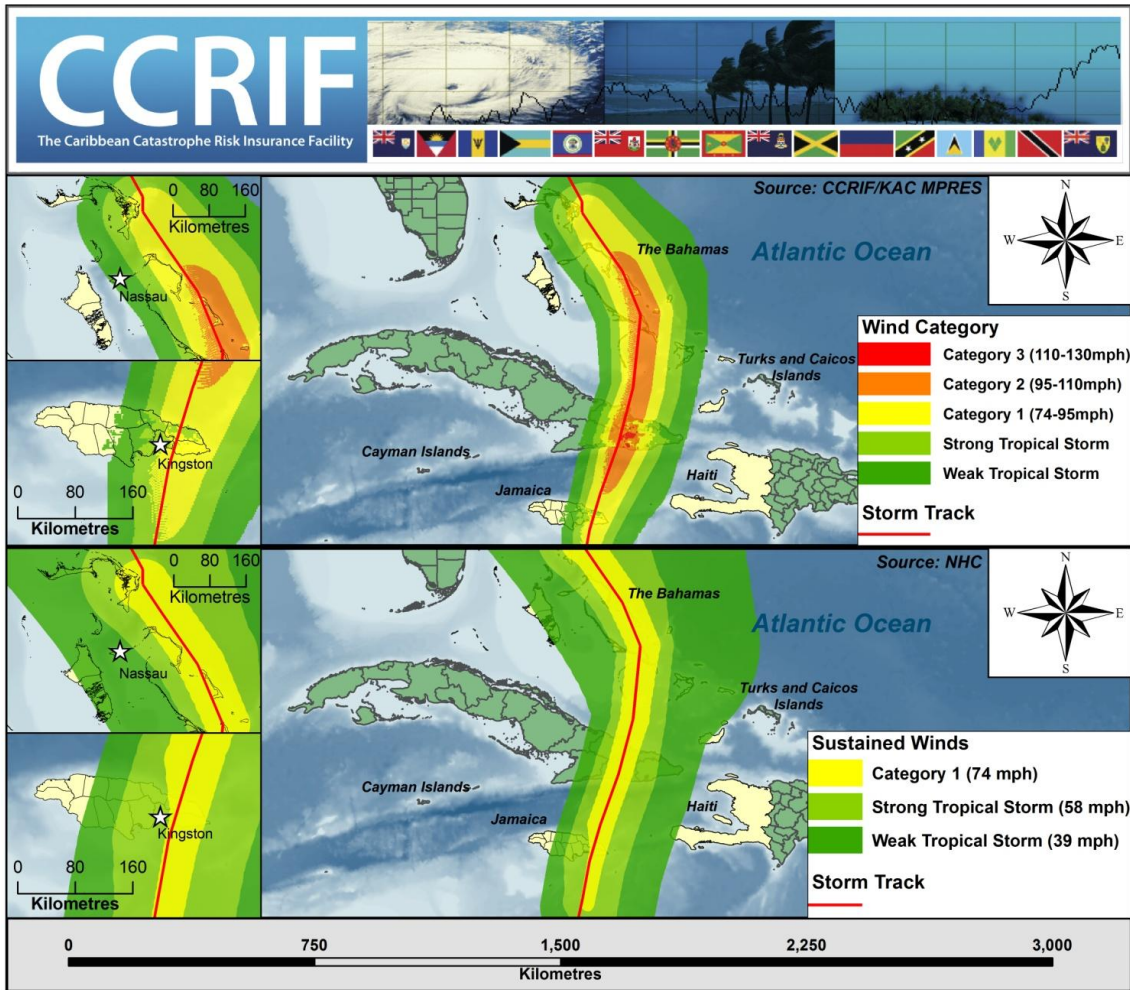 CCRIF
The Caribbean Catastrophe Risk Insurance Facility
0 80 160
Kilometres
Nassau
Kingston
0 80 160
Kilometres
Source: CCRIF/KAC MPRES
The Bahamas
Atlantic Ocean
Turks and Caicos
Islands
Cayman Islands
Haiti
Jamaica
N
W E
S
Wind Category
Category 3 (110-130mph)
Category 2 (95-110mph)
Category 1 (74-95mph)
Strong Tropical Storm
Weak Tropical Storm
Storm Track
0 80 160
Kilometres
Nassau
Kingston
0 80 160
Kilometres
Source: NHC
The Bahamas
Atlantic Ocean
Turks and Caicos
Islands
Cayman Islands
Haiti
Jamaica
N
W E
S
Sustained Winds
Category 1 (74 mph)
Strong Tropical Storm (58 mph)
Weak Tropical Storm (39 mph)
Storm Track
0 750 1,500 2,250 3,000
Kilometres